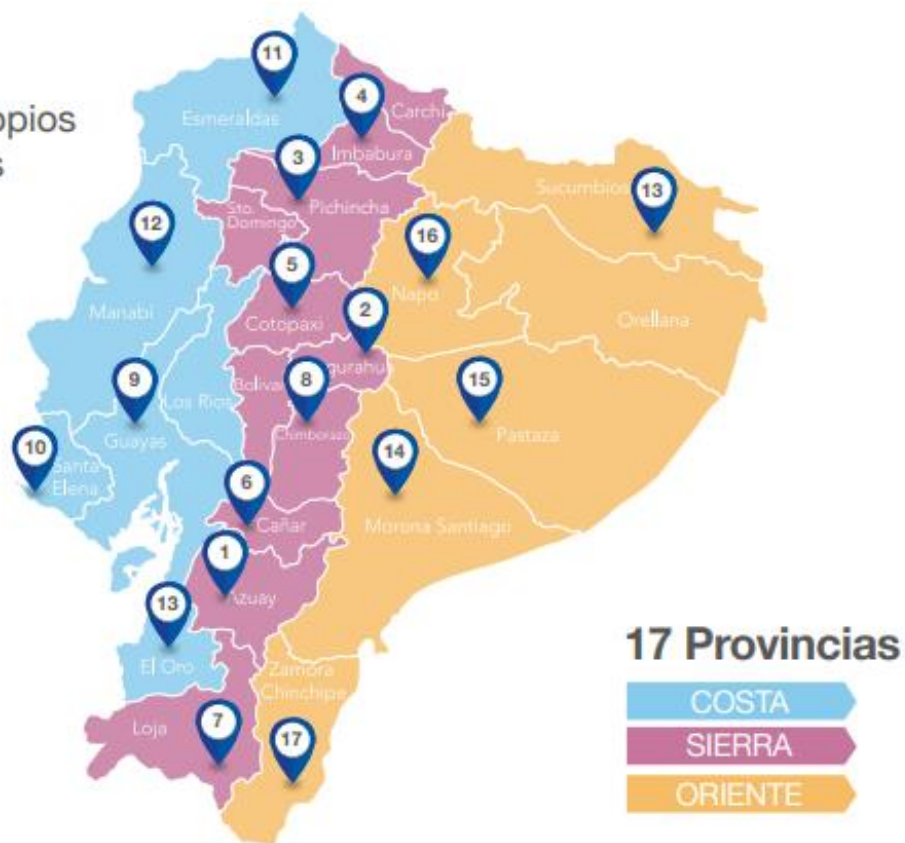 opios
s
11
Esmeraldas
4
Carchi
Imbabura
3
Pichincha
Sto.
Domingo
Sucumbios
13
12
16
Napo
5
Cotopaxi
2
Manabi
Orellana
gurahu
9
Los Rios
Bolivar
8
Chimborazo
15
Pastaza
10
Santa
Elena
Guayas
14
Morona Santiago
6
Cañar
1
Azuay
13
El Oro
Zamora
Chinchipe
Loja
7
17
17 Provincias
COSTA
SIERRA
ORIENTE